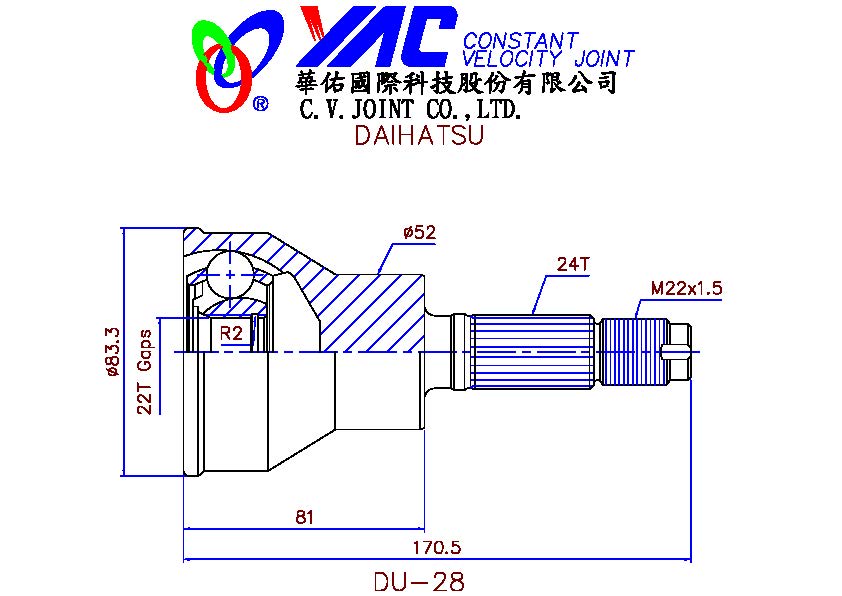 YAC CONSTANT
VELOCITY JOINT
®
華佑國際科技股份有限公司
C.V.JOINT CO.,LTD.
DAIHATSU
ø52
24T
M22x1.5
R2
ø83.3
22T Gaps
81
170.5
DU-28